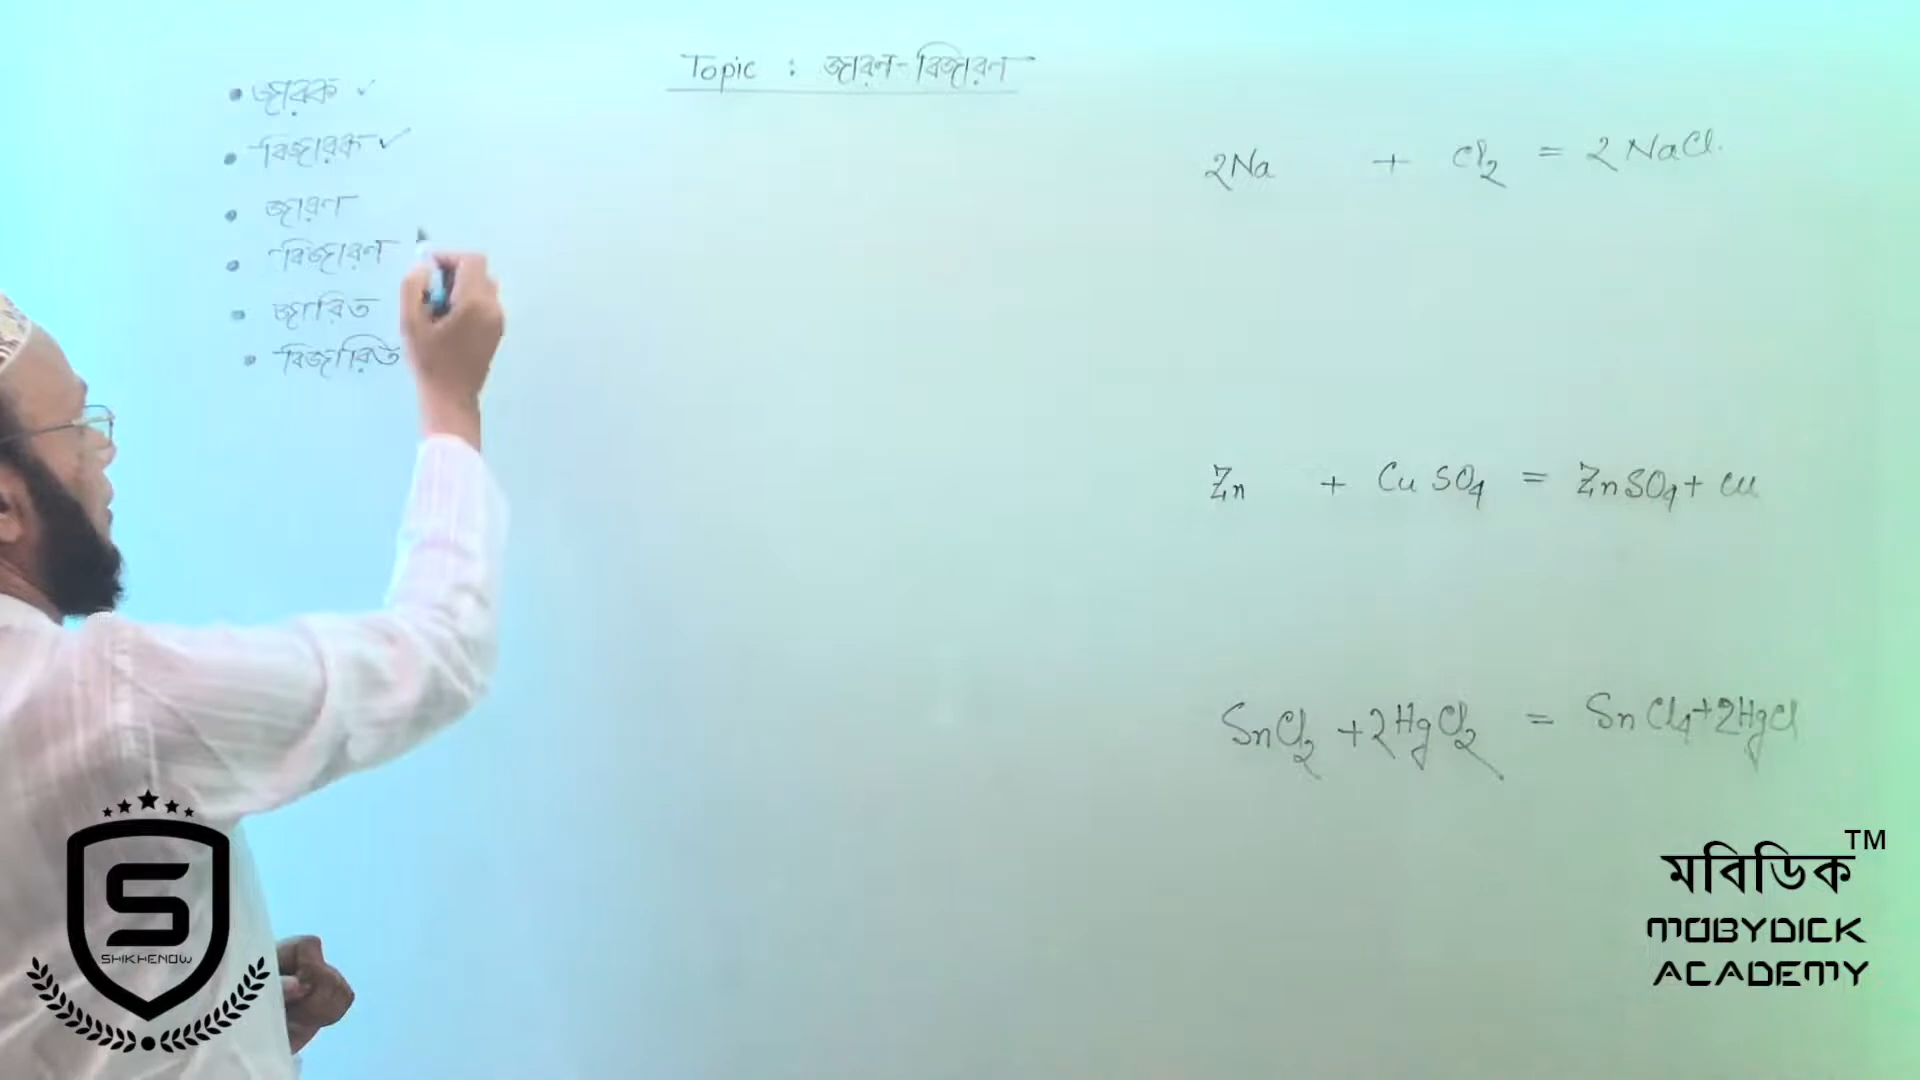 Topic : জারণ-বিজারণ
• জারক ✓
• বিজারক ✓
• জারণ
• বিজারণ
• জারিত
• বিজারিত
2Na + Cl₂ = 2NaCl.
Zn + CuSO₄ = ZnSO₄ + Cu
SnCl₂ + 2HgCl₂ = SnCl₄ + 2HgCl
S
SHIKHENOW
মবিডিক TM
MOBYDICK
ACADEMY